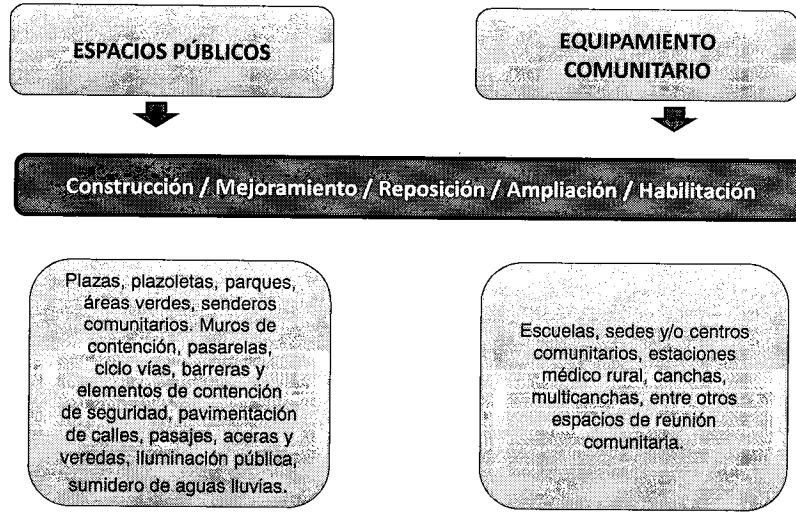 ESPACIOS PÚBLICOS
EQUIPAMIENTO
COMUNITARIO
Construcción / Mejoramiento / Reposición / Ampliación / Habilitación
Plazas, plazoletas, parques,
áreas verdes, senderos
comunitarios. Muros de
contención, pasarelas,
ciclo vías, barreras y
elementos de contención
de seguridad, pavimentación
de calles, pasajes, aceras y
veredas, iluminación pública,
sumidero de aguas lluvías.
Escuelas, sedes y/o centros
comunitarios, estaciones
médico rural, canchas,
multicanchas, entre otros
espacios de reunión
comunitaria.